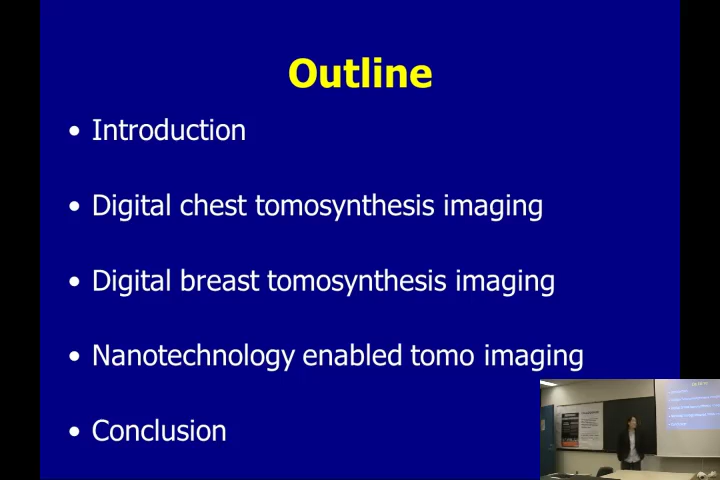 Outline
• Introduction
• Digital chest tomosynthesis imaging
• Digital breast tomosynthesis imaging
• Nanotechnology enabled tomo imaging
• Conclusion